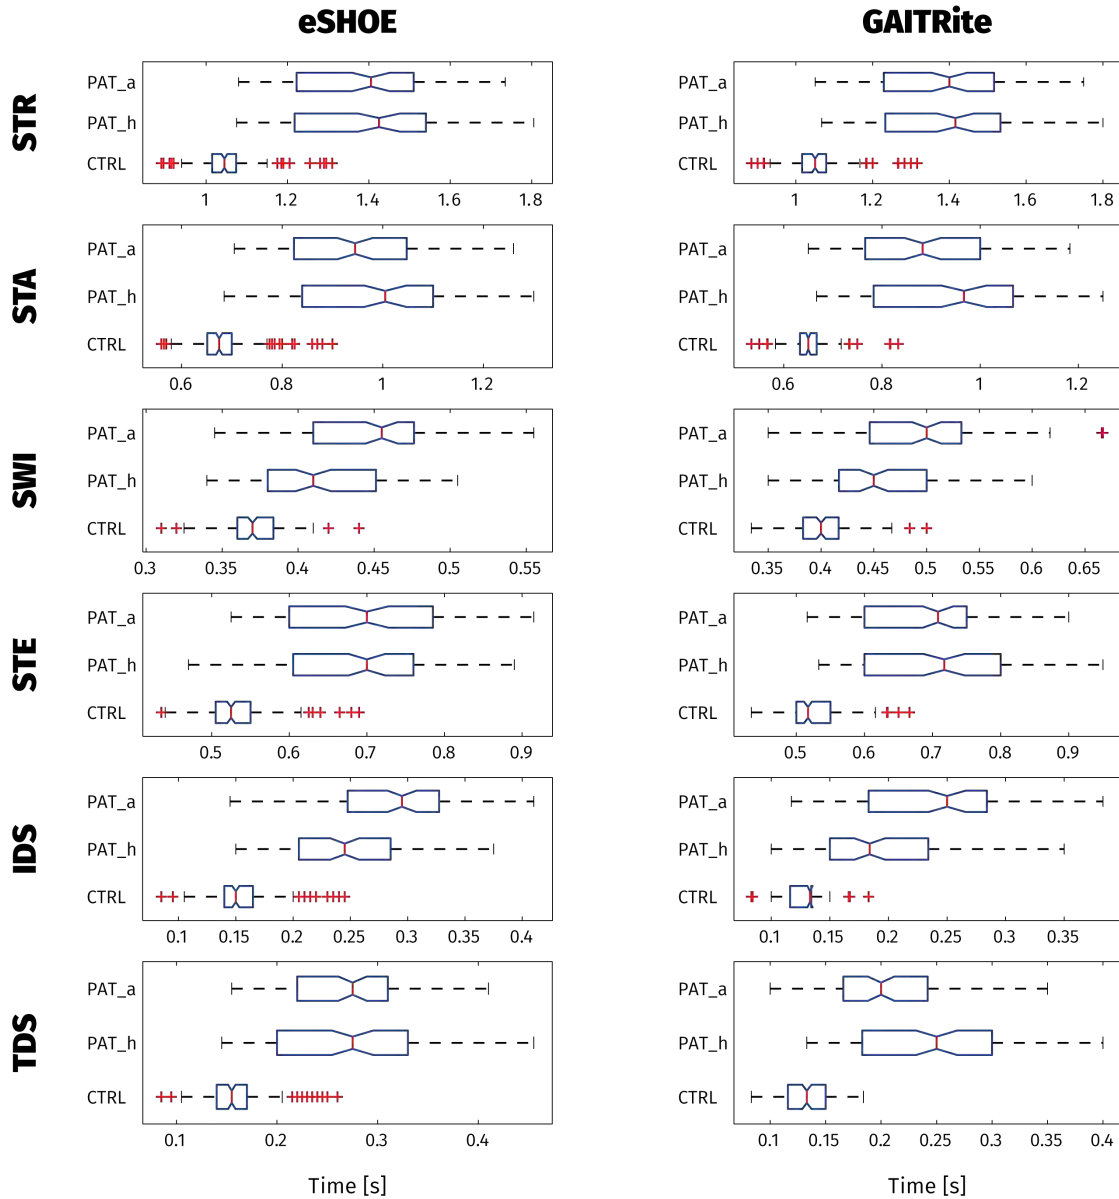 eSHOE GAITRite
STR
PAT_a PAT_a
PAT_h PAT_h
CTRL CTRL
1 1.2 1.4 1.6 1.8 1 1.2 1.4 1.6 1.8
STA
PAT_a PAT_a
PAT_h PAT_h
CTRL CTRL
0.6 0.8 1 1.2 0.6 0.8 1 1.2
SWI
PAT_a PAT_a
PAT_h PAT_h
CTRL CTRL
0.3 0.35 0.4 0.45 0.5 0.55 0.35 0.4 0.45 0.5 0.55 0.6 0.65
STE
PAT_a PAT_a
PAT_h PAT_h
CTRL CTRL
0.5 0.6 0.7 0.8 0.9 0.5 0.6 0.7 0.8 0.9
IDS
PAT_a PAT_a
PAT_h PAT_h
CTRL CTRL
0.1 0.15 0.2 0.25 0.3 0.35 0.4 0.1 0.15 0.2 0.25 0.3 0.35
TDS
PAT_a PAT_a
PAT_h PAT_h
CTRL CTRL
0.1 0.2 0.3 0.4 0.1 0.15 0.2 0.25 0.3 0.35 0.4
Time [s] Time [s]